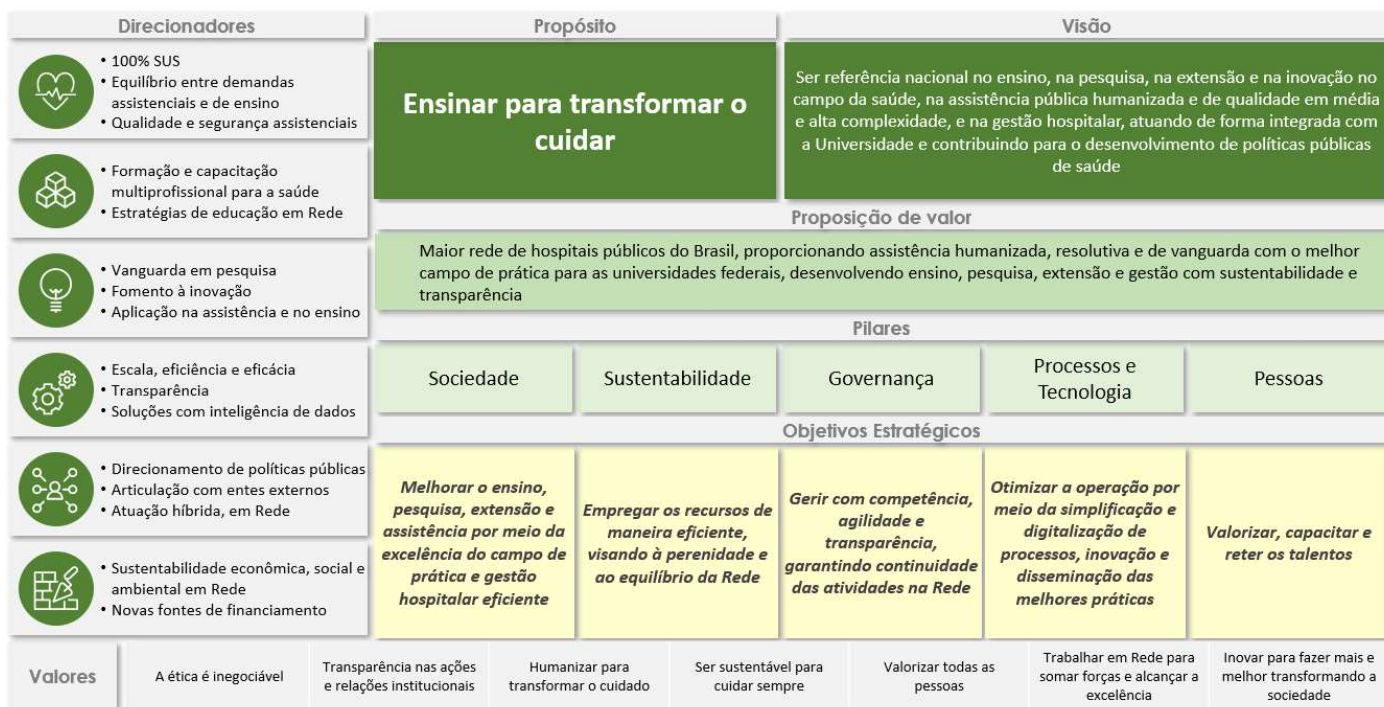 Direcionadores
• 100% SUS
• Equilíbrio entre demandas
assistenciais e de ensino
• Qualidade e segurança assistenciais
• Formação e capacitação
multiprofissional para a saúde
• Estratégias de educação em Rede
• Vanguarda em pesquisa
• Fomento à inovação
• Aplicação na assistência e no ensino
• Escala, eficiência e eficácia
• Transparência
• Soluções com inteligência de dados
• Direcionamento de políticas públicas
• Articulação com entes externos
• Atuação híbrida, em Rede
• Sustentabilidade econômica, social e
ambiental em Rede
• Novas fontes de financiamento
Propósito
Ensinar para transformar o
cuidar
Visão
Ser referência nacional no ensino, na pesquisa, na extensão e na inovação no
campo da saúde, na assistência pública humanizada e de qualidade em média
e alta complexidade, e na gestão hospitalar, atuando de forma integrada com
a Universidade e contribuindo para o desenvolvimento de políticas públicas
de saúde
Proposição de valor
Maior rede de hospitais públicos do Brasil, proporcionando assistência humanizada, resolutiva e de vanguarda com o melhor
campo de prática para as universidades federais, desenvolvendo ensino, pesquisa, extensão e gestão com sustentabilidade e
transparência
Pilares
Sociedade
Sustentabilidade
Governança
Processos e
Tecnologia
Pessoas
Objetivos Estratégicos
Melhorar o ensino,
pesquisa, extensão e
assistência por meio da
excelência do campo de
prática e gestão
hospitalar eficiente
Empregar os recursos de
maneira eficiente,
visando à perenidade e
ao equilíbrio da Rede
Gerir com competência,
agilidade e
transparência,
garantindo continuidade
das atividades na Rede
Otimizar a operação por
meio da simplificação e
digitalização de
processos, inovação e
disseminação das
melhores práticas
Valorizar, capacitar e
reter os talentos
Valores
A ética é inegociável
Transparência nas ações
e relações institucionais
Humanizar para
transformar o cuidado
Ser sustentável para
cuidar sempre
Valorizar todas as
pessoas
Trabalhar em Rede para
somar forças e alcançar a
excelência
Inovar para fazer mais e
melhor transformando a
sociedade